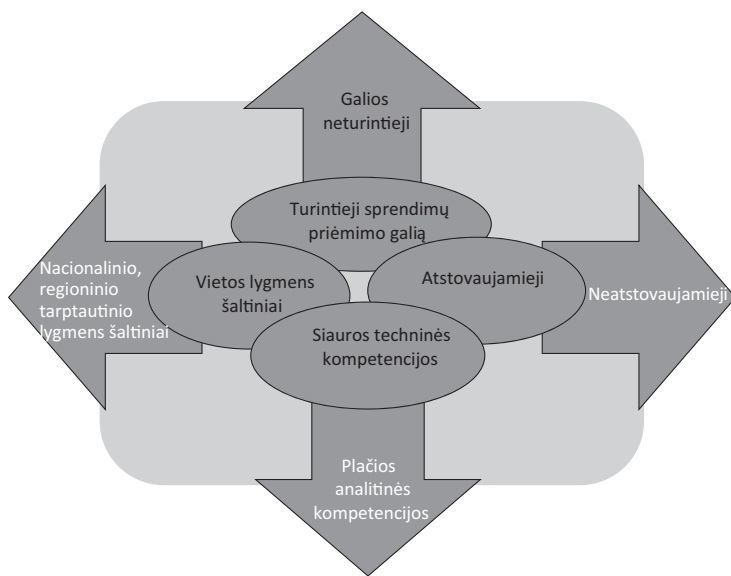 Galios
neturintieji
Turintieji sprendimų
priėmimo galią
Nacionalinio,
regioninio
tarptautinio
lygmens šaltiniai
Vietos lygmens
šaltiniai
Atstovaujamieji
Neatstovaujamieji
Siauros techninės
kompetencijos
Plačios
analitinės
kompetencijos